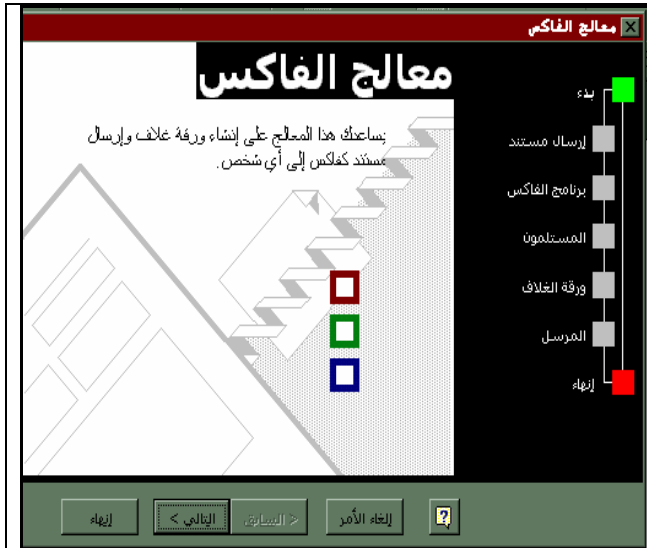 معالج الفاكس
معالج الفاكس
يساعدك هذا المعالج على إنشاء ورقة غلاف وإرسال
مستند كفاكس إلى أي شخص.
بدء
إرسال مستند
برنامج الفاكس
المستلمون
ورقة الغلاف
المرسل
إنهاء
? إلغاء الأمر < السابق التالي > إنهاء